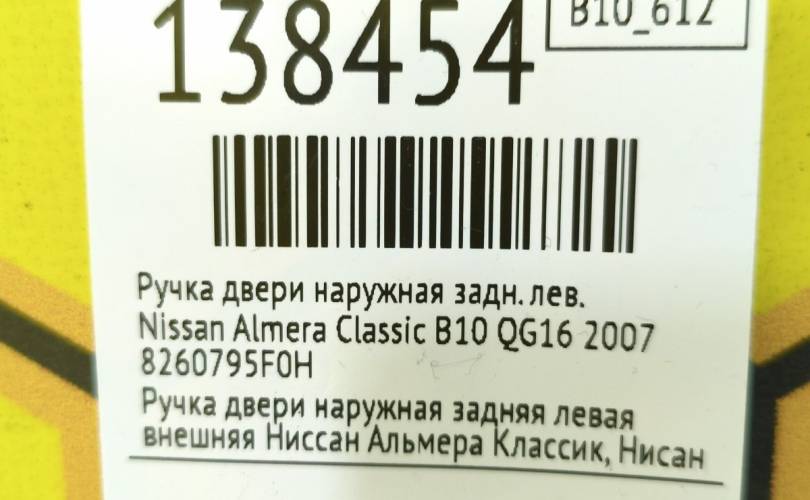 B10_612
138454
Ручка двери наружная задн. лев.
Nissan Almera Classic B10 QG16 2007
8260795F0H
Ручка двери наружная задняя левая
внешняя Ниссан Альмера Классик, Нисан